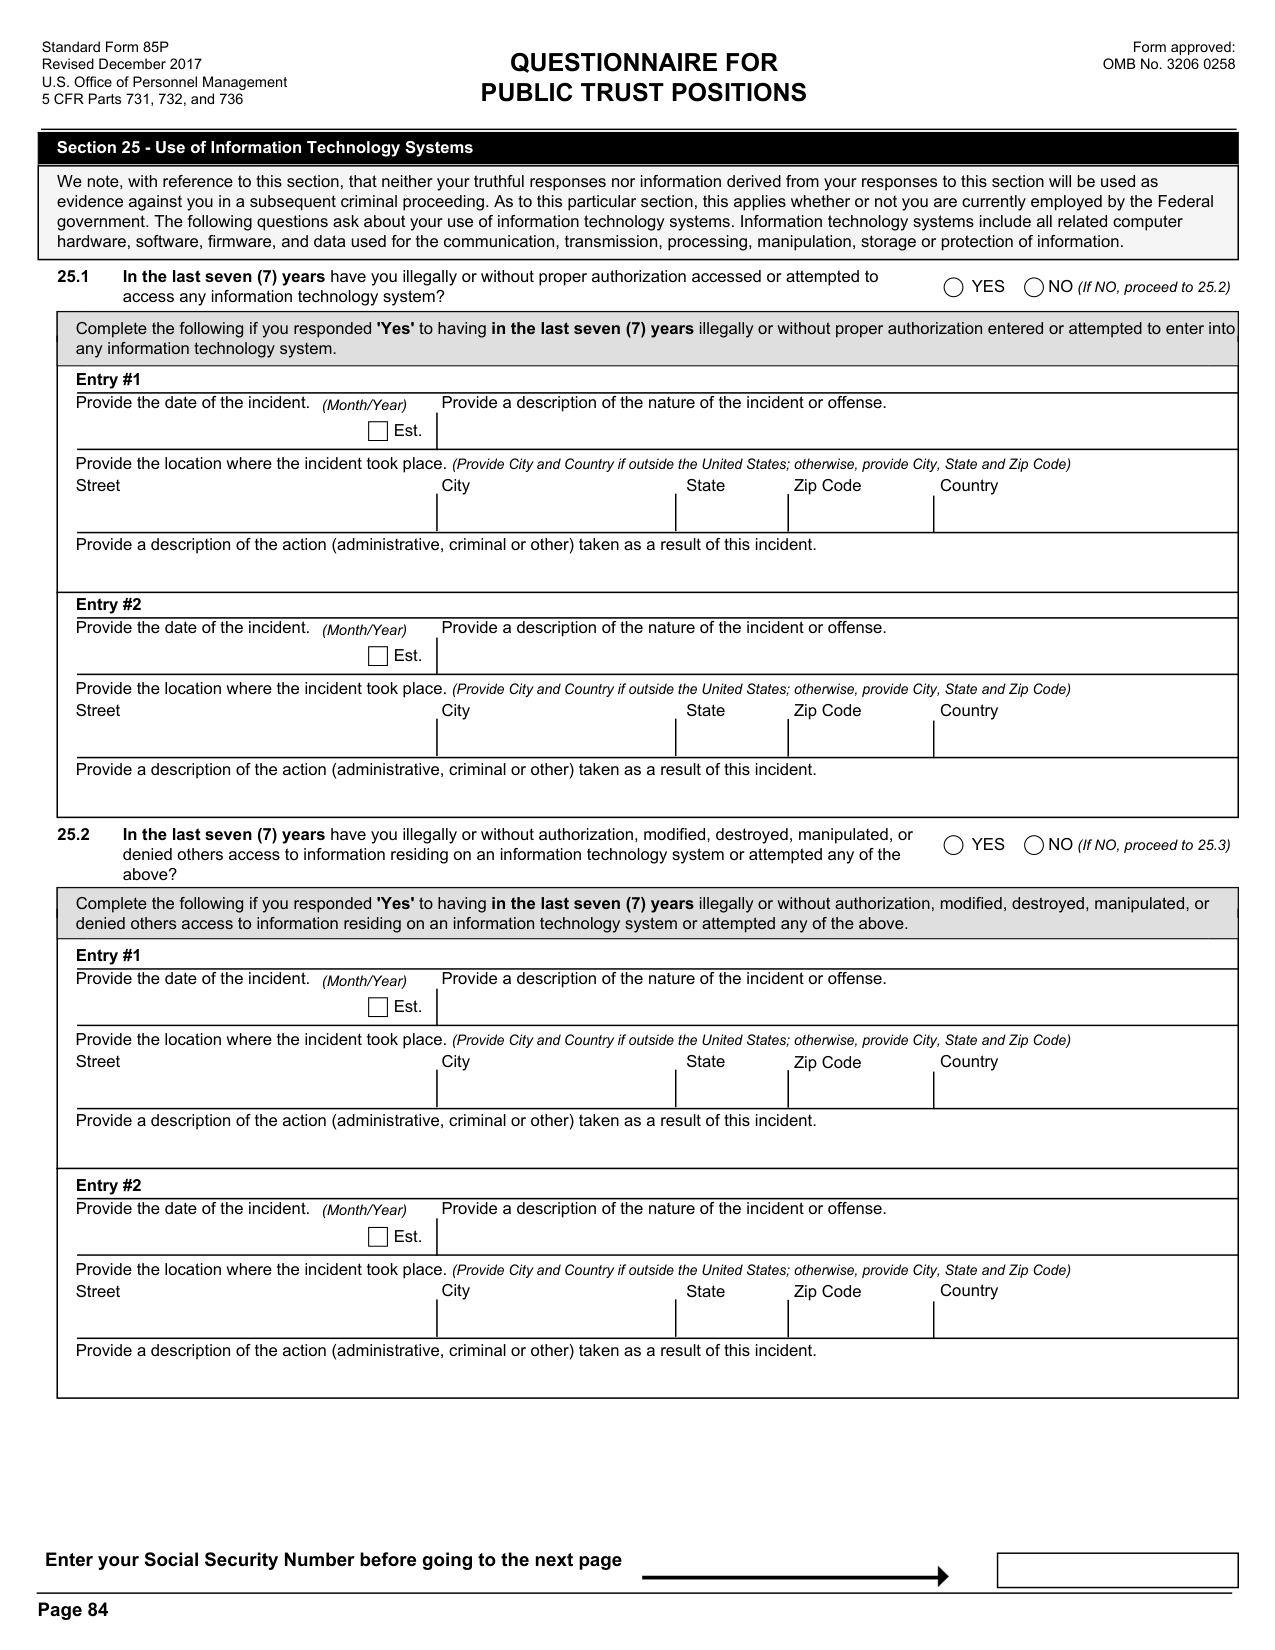 Standard Form 85P
Revised December 2017
U.S. Office of Personnel Management
5 CFR Parts 731, 732, and 736
QUESTIONNAIRE FOR
PUBLIC TRUST POSITIONS
Form approved:
OMB No. 3206 0258
Section 25 - Use of Information Technology Systems
We note, with reference to this section, that neither your truthful responses nor information derived from your responses to this section will be used as
evidence against you in a subsequent criminal proceeding. As to this particular section, this applies whether or not you are currently employed by the Federal
government. The following questions ask about your use of information technology systems. Information technology systems include all related computer
hardware, software, firmware, and data used for the communication, transmission, processing, manipulation, storage or protection of information.
25.1 In the last seven (7) years have you illegally or without proper authorization accessed or attempted to
access any information technology system?
YES NO (If NO, proceed to 25.2)
Complete the following if you responded 'Yes' to having in the last seven (7) years illegally or without proper authorization entered or attempted to enter into
any information technology system.
Entry #1
Provide the date of the incident. (Month/Year) Provide a description of the nature of the incident or offense.
Est.
Provide the location where the incident took place. (Provide City and Country if outside the United States; otherwise, provide City, State and Zip Code)
Street City State Zip Code Country
Provide a description of the action (administrative, criminal or other) taken as a result of this incident.
Entry #2
Provide the date of the incident. (Month/Year) Provide a description of the nature of the incident or offense.
Est.
Provide the location where the incident took place. (Provide City and Country if outside the United States; otherwise, provide City, State and Zip Code)
Street City State Zip Code Country
Provide a description of the action (administrative, criminal or other) taken as a result of this incident.
25.2 In the last seven (7) years have you illegally or without authorization, modified, destroyed, manipulated, or
denied others access to information residing on an information technology system or attempted any of the
above?
YES NO (If NO, proceed to 25.3)
Complete the following if you responded 'Yes' to having in the last seven (7) years illegally or without authorization, modified, destroyed, manipulated, or
denied others access to information residing on an information technology system or attempted any of the above.
Entry #1
Provide the date of the incident. (Month/Year) Provide a description of the nature of the incident or offense.
Est.
Provide the location where the incident took place. (Provide City and Country if outside the United States; otherwise, provide City, State and Zip Code)
Street City State Zip Code Country
Provide a description of the action (administrative, criminal or other) taken as a result of this incident.
Entry #2
Provide the date of the incident. (Month/Year) Provide a description of the nature of the incident or offense.
Est.
Provide the location where the incident took place. (Provide City and Country if outside the United States; otherwise, provide City, State and Zip Code)
Street City State Zip Code Country
Provide a description of the action (administrative, criminal or other) taken as a result of this incident.
Enter your Social Security Number before going to the next page
Page 84